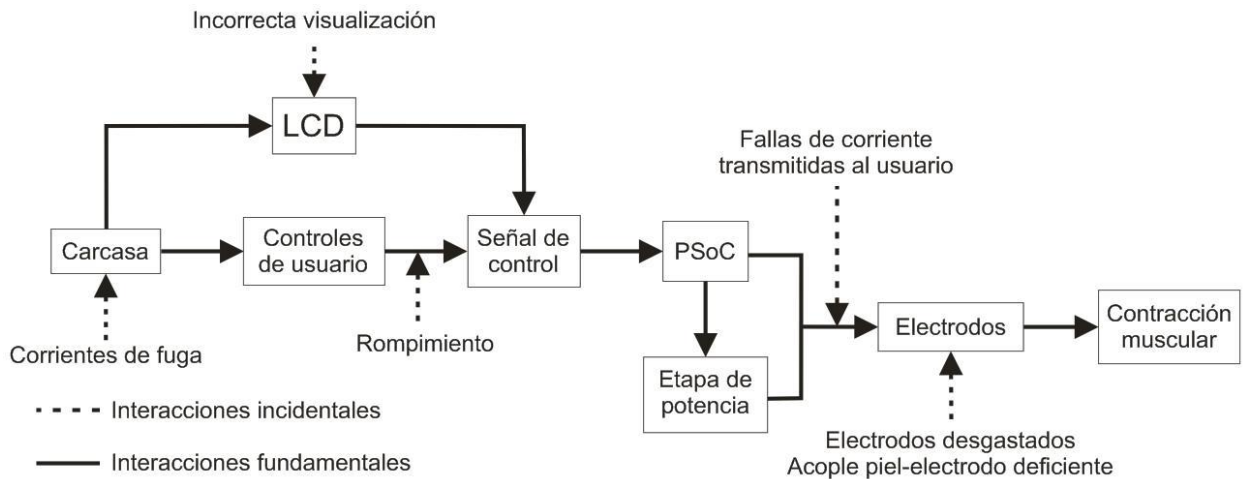 Incorrecta visualización
LCD
Fallas de corriente
transmitidas al usuario
Carcasa
Controles
de usuario
Señal de
control
PSoC
Electrodos
Contracción
muscular
Corrientes de fuga
Rompimiento
Etapa de
potencia
Interacciones incidentales
Interacciones fundamentales
Electrodos desgastados
Acople piel-electrodo deficiente